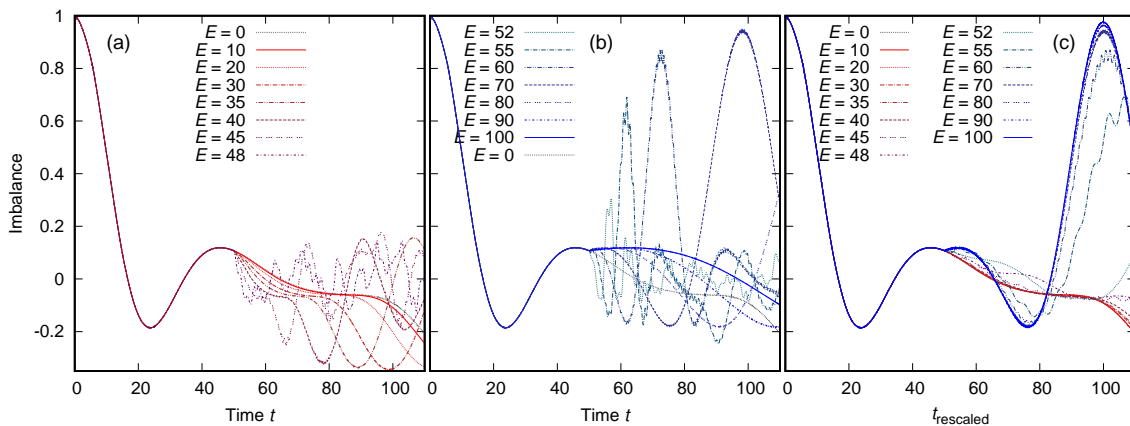 Imbalance
1
0.8
0.6
0.4
0.2
0
-0.2
(a)
E = 0
E = 10
E = 20
E = 30
E = 35
E = 40
E = 45
E = 48
0 20 40 60 80 100
Time t
(b)
E = 52
E = 55
E = 60
E = 70
E = 80
E = 90
E = 100
E = 0
0 20 40 60 80 100
Time t
(c)
E = 0
E = 10
E = 20
E = 30
E = 35
E = 40
E = 45
E = 48
E = 52
E = 55
E = 60
E = 70
E = 80
E = 90
E = 100
0 20 40 60 80 100
t rescaled